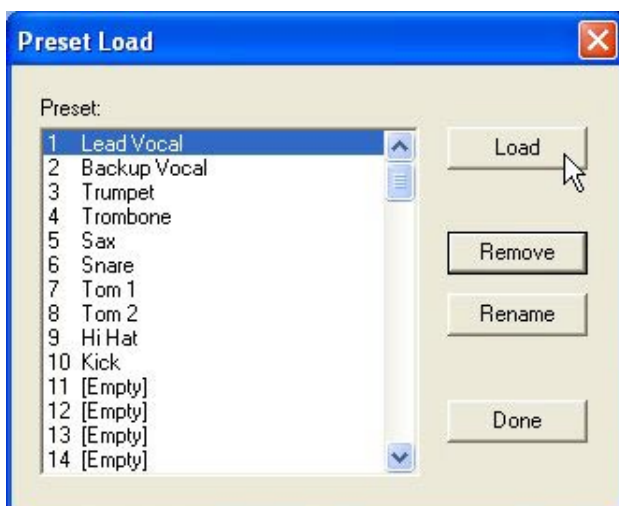 Preset Load
Preset:
1 Lead Vocal
2 Backup Vocal
3 Trumpet
4 Trombone
5 Sax
6 Snare
7 Tom 1
8 Tom 2
9 Hi Hat
10 Kick
11 [Empty]
12 [Empty]
13 [Empty]
14 [Empty]
Load
Remove
Rename
Done